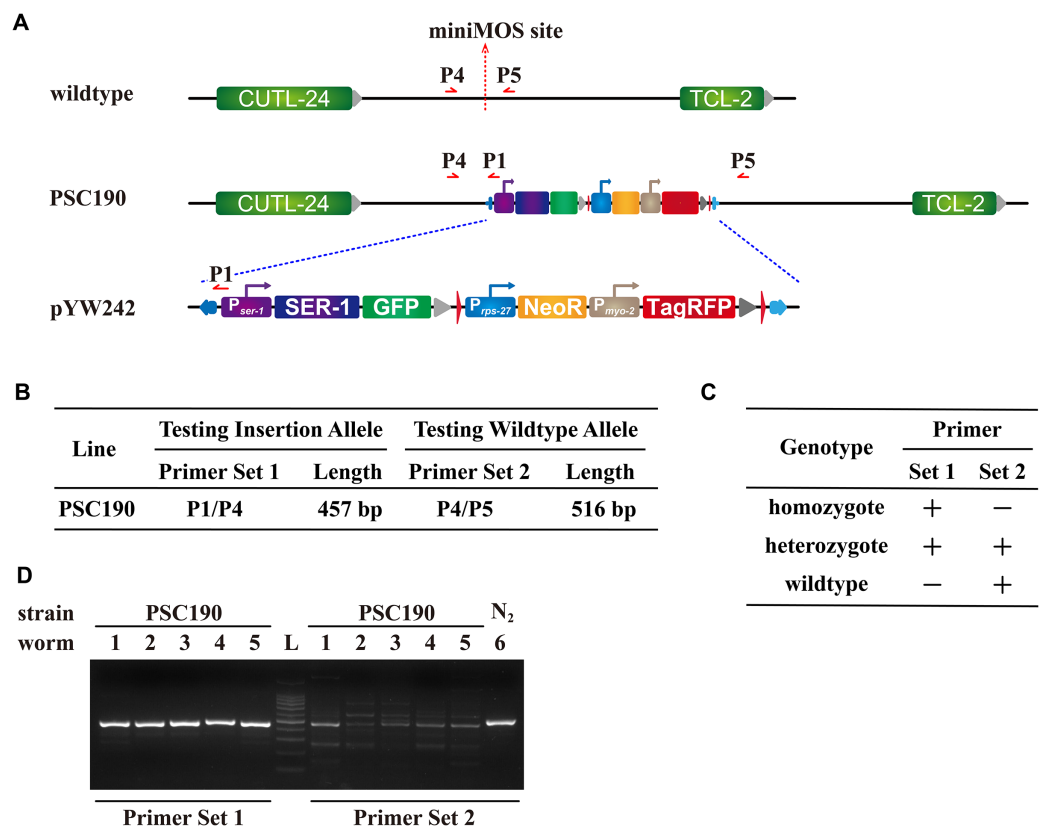 A
miniMOS site
P4 P5
wildtype CUTL-24 TCL-2
P4 P1 P5
PSC190 CUTL-24 TCL-2
P1
pYW242 Pser-1 SER-1 GFP Prps-27 NeoR Pmyo-2 TagRFP
B
Line Testing Insertion Allele Testing Wildtype Allele
Primer Set 1 Length Primer Set 2 Length
PSC190 P1/P4 457 bp P4/P5 516 bp
C
Genotype Primer
Set 1 Set 2
homozygote + −
heterozygote + +
wildtype − +
D
strain PSC190 PSC190 N2
worm 1 2 3 4 5 L 1 2 3 4 5 6
Primer Set 1 Primer Set 2